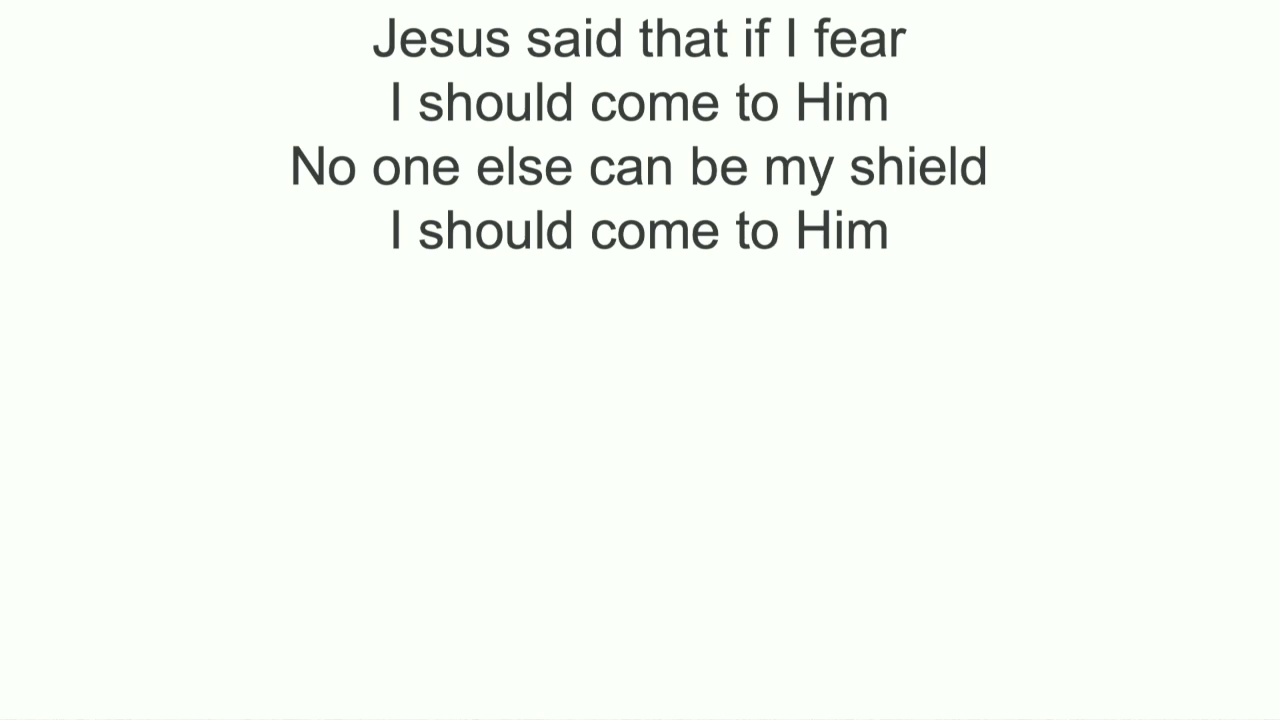 Jesus said that if I fear
I should come to Him
No one else can be my shield
I should come to Him